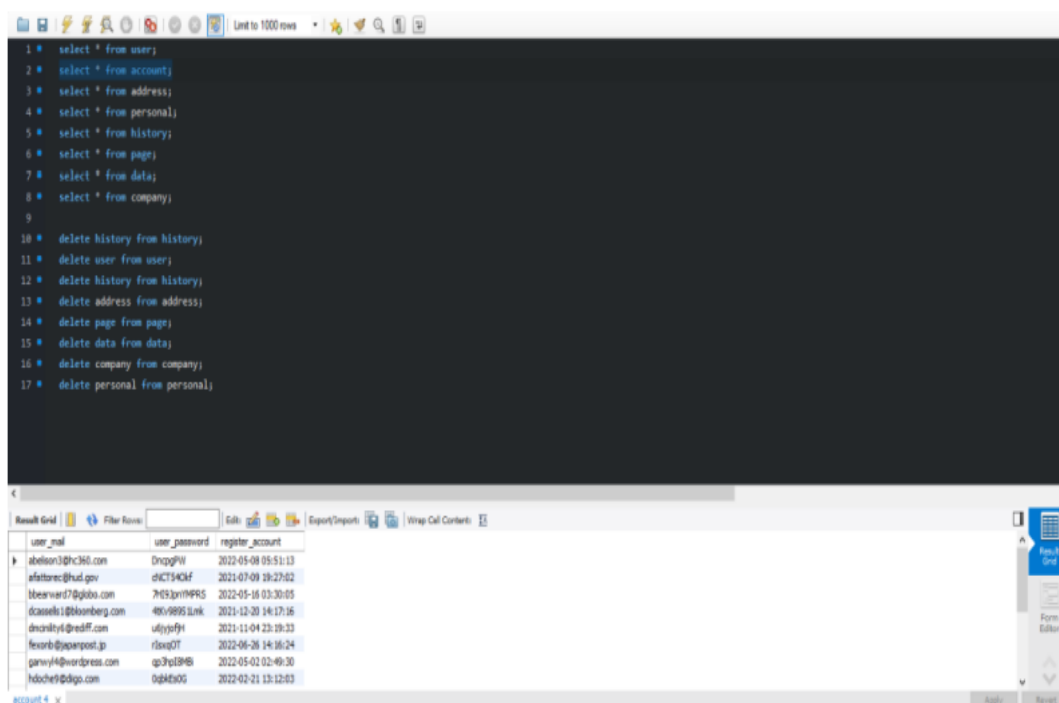 Limit to 1000 rows
1 select * from user;
2 select * from account;
3 select * from address;
4 select * from personal;
5 select * from history;
6 select * from page;
7 select * from data;
8 select * from company;
9
10 delete history from history;
11 delete user from user;
12 delete history from history;
13 delete address from address;
14 delete page from page;
15 delete data from data;
16 delete company from company;
17 delete personal from personal;
Result Grid Filter Rows: Edit: Export/Import: Wrap Cell Content:
user_mail user_password register_account
abelison3@hc360.com DncpgPW 2022-05-08 05:51:13
afattorec@hud.gov 2021-07-09 19:27:02
bbearward7@globo.com 2022-05-16 03:30:05
dcassells1@bloomberg.com 2021-12-20 14:17:16
2021-11-04 23:19:33
fexonb@japanpost.jp 2022-06-26 14:16:24
ganwyl4@wordpress.com 2022-05-02 02:49:30
hdoche9@digo.com 2022-02-21 13:12:03
Result Grid
Form Editor
account 4 Apply Revert